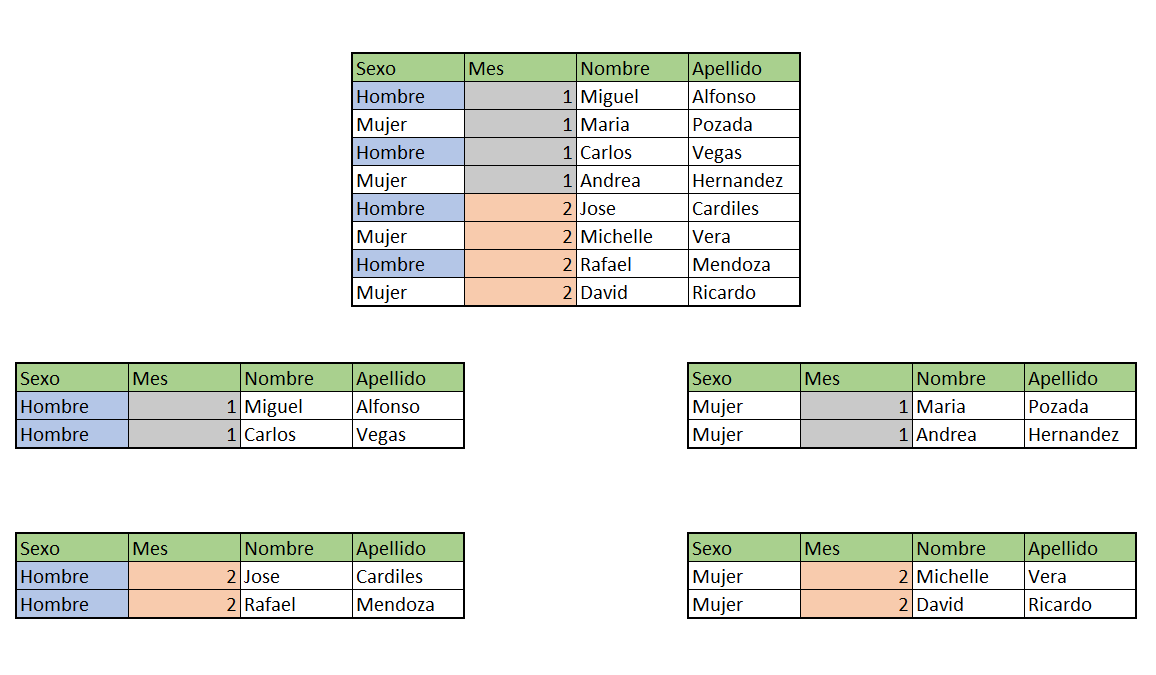 Sexo Mes Nombre Apellido
Hombre 1 Miguel Alfonso
Mujer 1 Maria Pozada
Hombre 1 Carlos Vegas
Mujer 1 Andrea Hernandez
Hombre 2 Jose Cardiles
Mujer 2 Michelle Vera
Hombre 2 Rafael Mendoza
Mujer 2 David Ricardo
Sexo Mes Nombre Apellido
Hombre 1 Miguel Alfonso
Hombre 1 Carlos Vegas
Sexo Mes Nombre Apellido
Mujer 1 Maria Pozada
Mujer 1 Andrea Hernandez
Sexo Mes Nombre Apellido
Hombre 2 Jose Cardiles
Hombre 2 Rafael Mendoza
Sexo Mes Nombre Apellido
Mujer 2 Michelle Vera
Mujer 2 David Ricardo